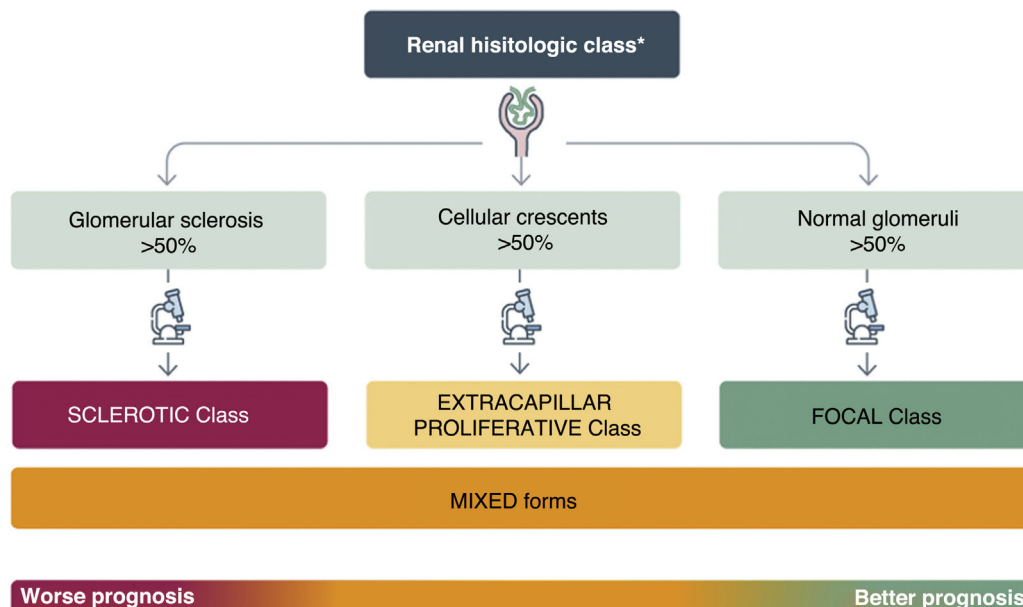 Renal hisitologic class*
Glomerular sclerosis
>50%
Cellular crescents
>50%
Normal glomeruli
>50%
SCLEROTIC Class
EXTRACAPILLAR
PROLIFERATIVE Class
FOCAL Class
MIXED forms
Worse prognosis
Better prognosis